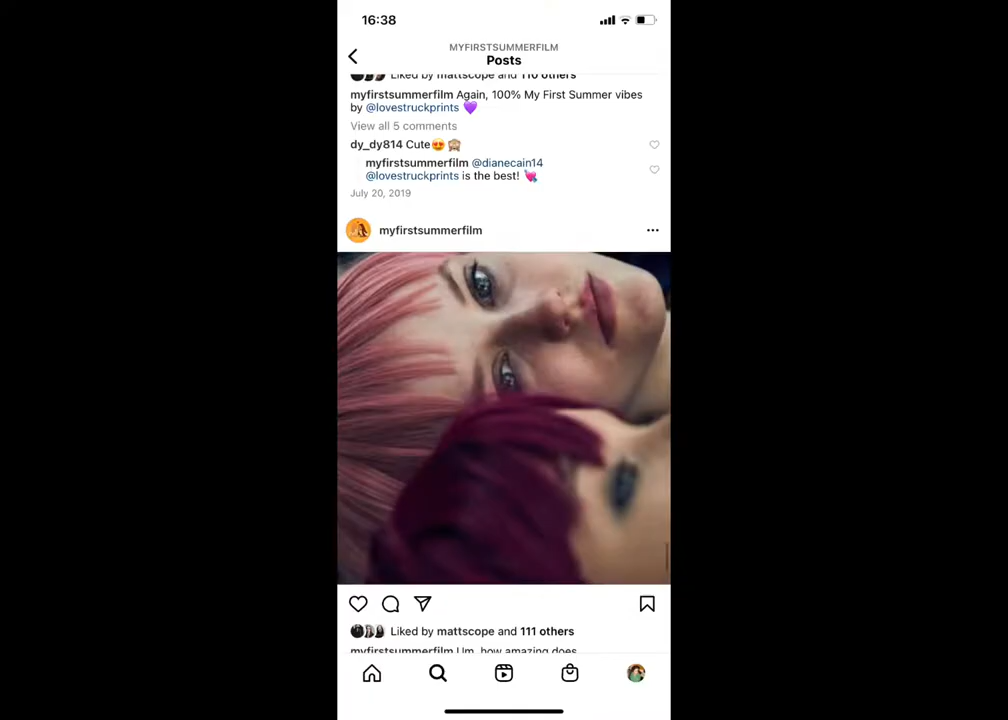 16:38
MYFIRSTSUMMERFILM
Posts
Liked by mattscope and 110 others
myfirstsummerfilm Again, 100% My First Summer vibes
by @lovestruckprints 💜
View all 5 comments
dy_dy814 Cute😍🙈
myfirstsummerfilm @dianecain14
@lovestruckprints is the best! 💘
July 20, 2019
myfirstsummerfilm
Liked by mattscope and 111 others
myfirstsummerfilm Um, how amazing does